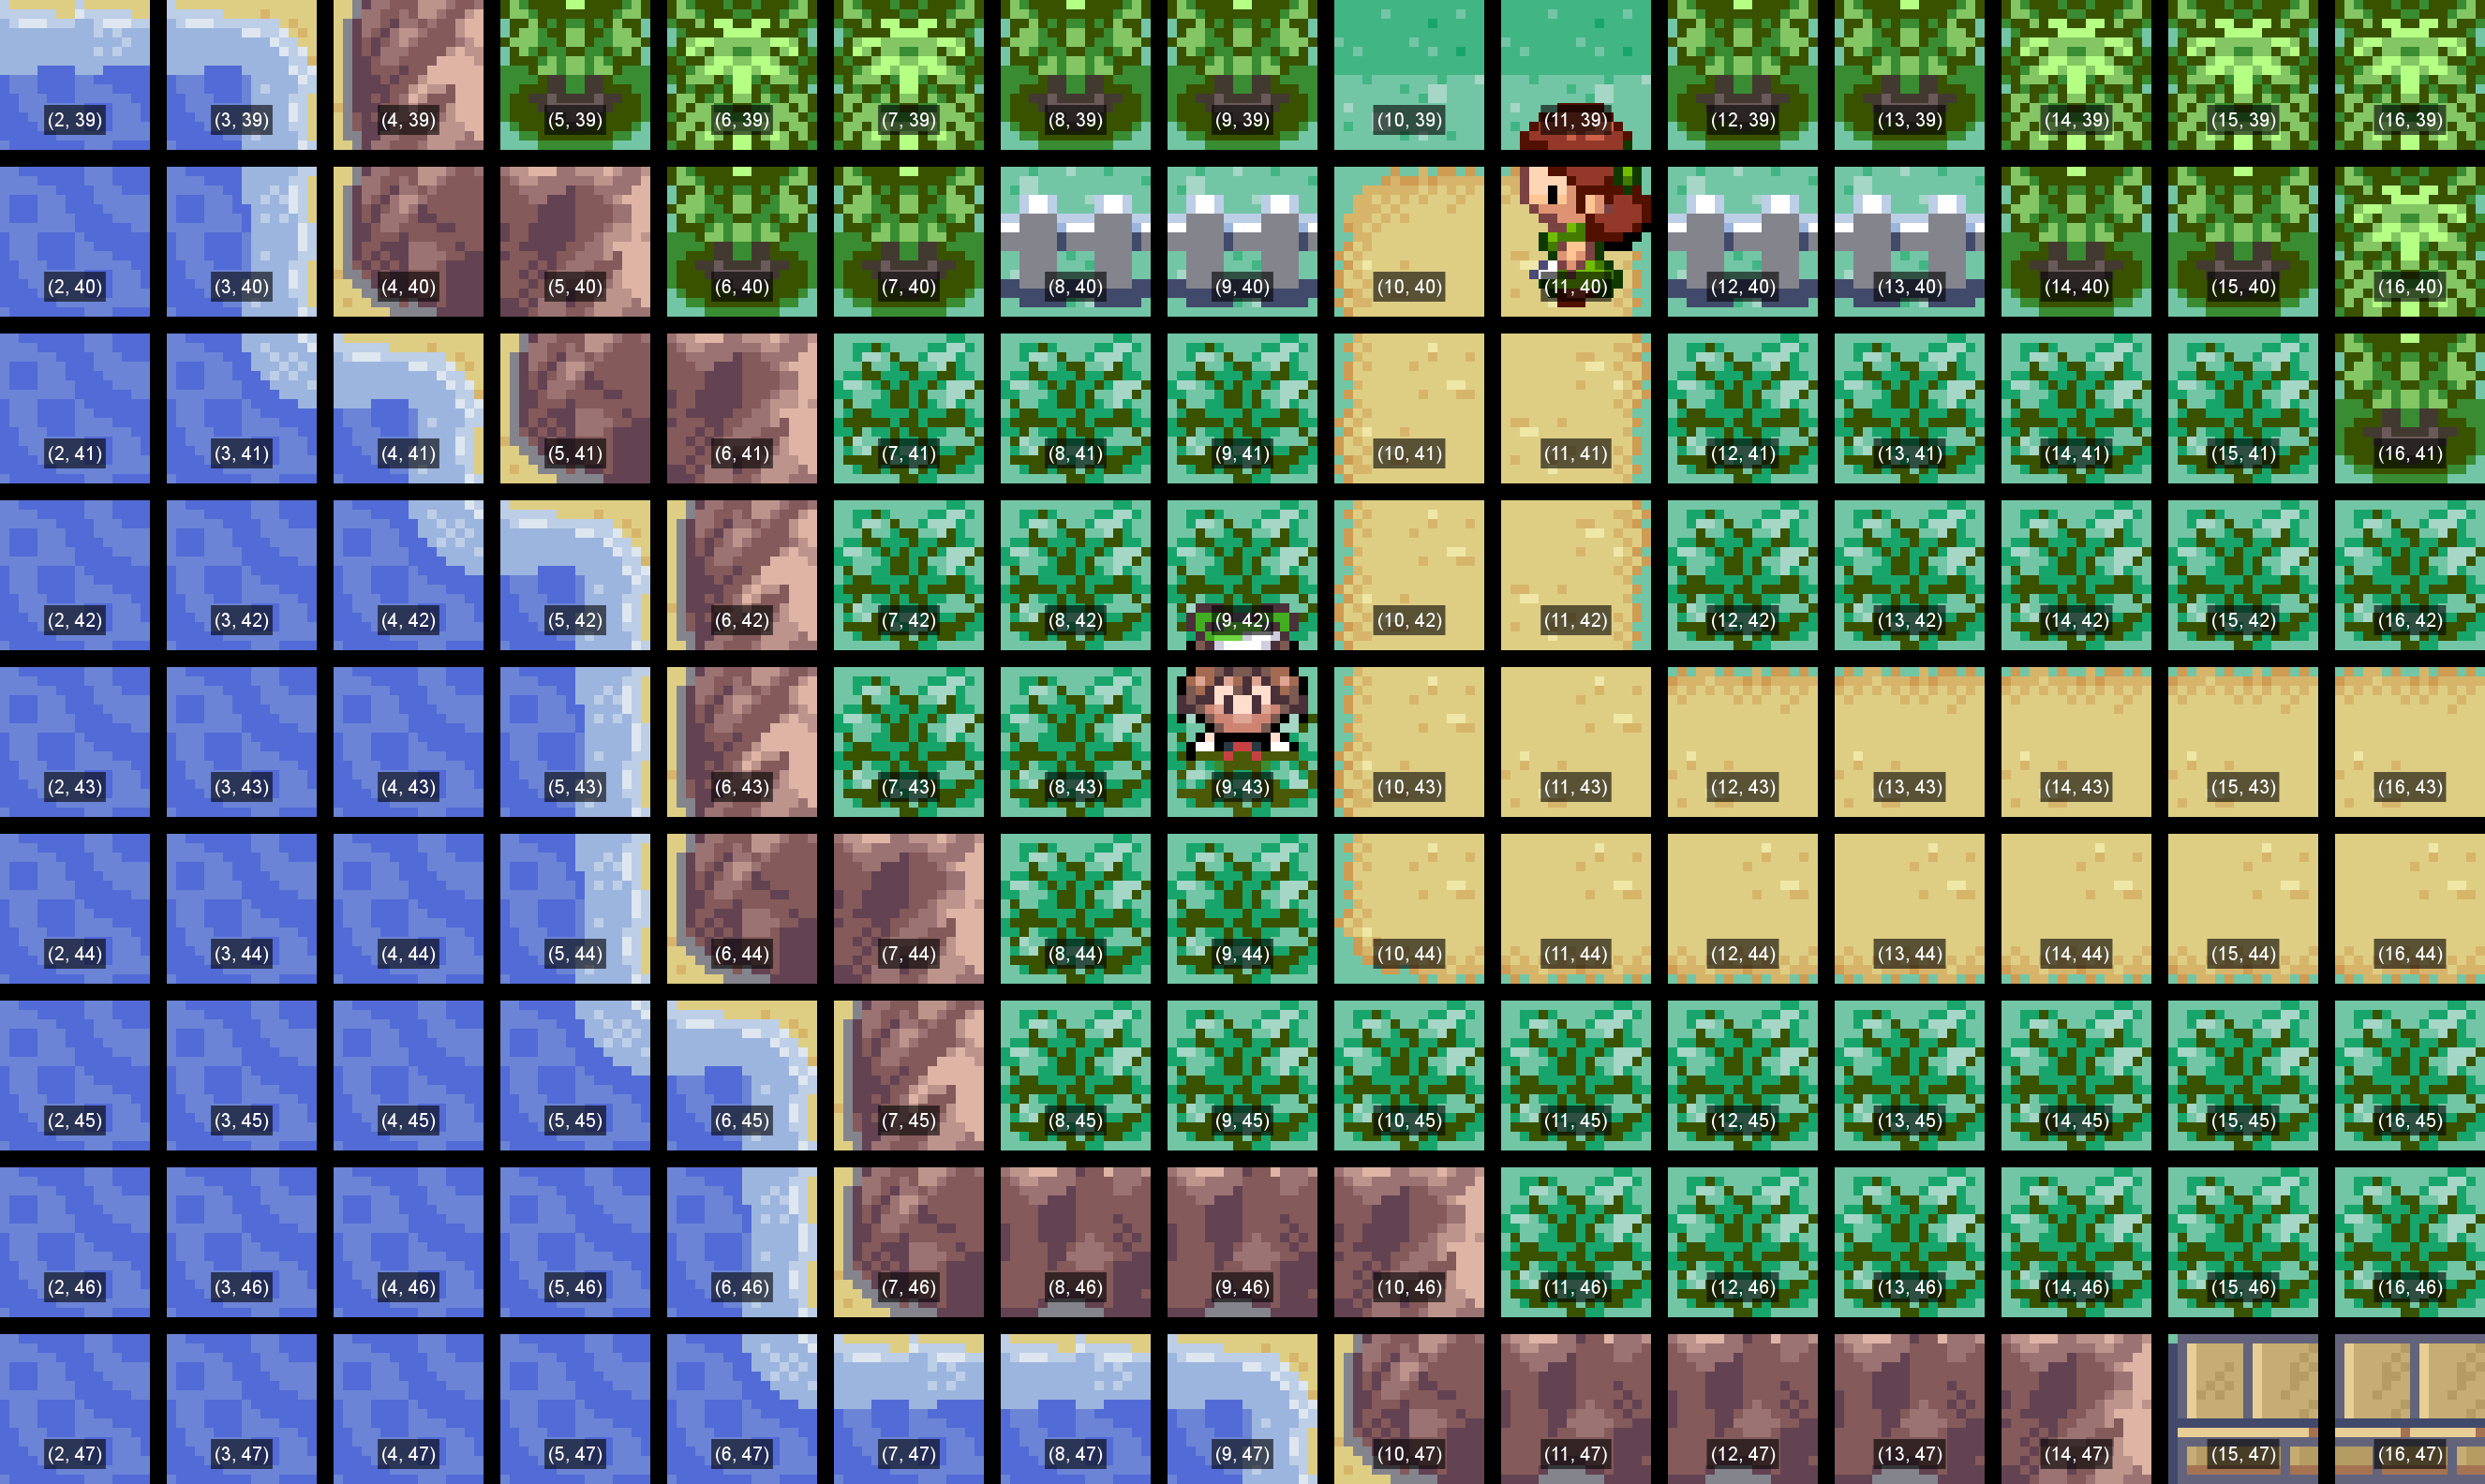 (2, 39) (3, 39) (4, 39) (5, 39) (6, 39) (7, 39) (8, 39) (9, 39) (10, 39) (11, 39) (12, 39) (13, 39) (14, 39) (15, 39) (16, 39)
(2, 40) (3, 40) (4, 40) (5, 40) (6, 40) (7, 40) (8, 40) (9, 40) (10, 40) (11, 40) (12, 40) (13, 40) (14, 40) (15, 40) (16, 40)
(2, 41) (3, 41) (4, 41) (5, 41) (6, 41) (7, 41) (8, 41) (9, 41) (10, 41) (11, 41) (12, 41) (13, 41) (14, 41) (15, 41) (16, 41)
(2, 42) (3, 42) (4, 42) (5, 42) (6, 42) (7, 42) (8, 42) (9, 42) (10, 42) (11, 42) (12, 42) (13, 42) (14, 42) (15, 42) (16, 42)
(2, 43) (3, 43) (4, 43) (5, 43) (6, 43) (7, 43) (8, 43) (9, 43) (10, 43) (11, 43) (12, 43) (13, 43) (14, 43) (15, 43) (16, 43)
(2, 44) (3, 44) (4, 44) (5, 44) (6, 44) (7, 44) (8, 44) (9, 44) (10, 44) (11, 44) (12, 44) (13, 44) (14, 44) (15, 44) (16, 44)
(2, 45) (3, 45) (4, 45) (5, 45) (6, 45) (7, 45) (8, 45) (9, 45) (10, 45) (11, 45) (12, 45) (13, 45) (14, 45) (15, 45) (16, 45)
(2, 46) (3, 46) (4, 46) (5, 46) (6, 46) (7, 46) (8, 46) (9, 46) (10, 46) (11, 46) (12, 46) (13, 46) (14, 46) (15, 46) (16, 46)
(2, 47) (3, 47) (4, 47) (5, 47) (6, 47) (7, 47) (8, 47) (9, 47) (10, 47) (11, 47) (12, 47) (13, 47) (14, 47) (15, 47) (16, 47)